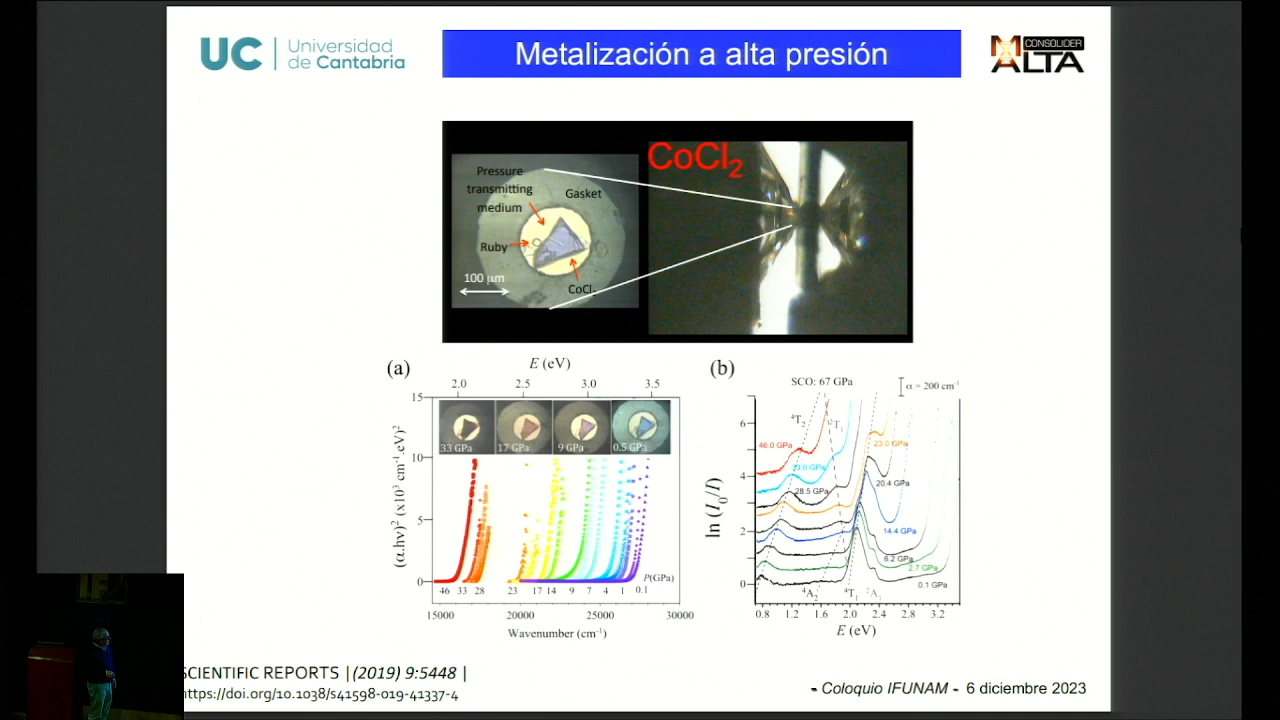 UC Universidad de Cantabria
Metalización a alta presión
CONSOLIDER
MALTA
Pressure
transmitting
medium
Gasket
Ruby
100 µm
CoCl2
CoCl₂
(a)
E (eV)
2.0 2.5 3.0 3.5
15
10
5
0
(α.hν)² (x10³ cm⁻¹.eV)²
33 GPa 17 GPa 9 GPa 0.5 GPa
P(GPa)
46 33 28 23 17 14 9 7 4 1 0.1
15000 20000 25000 30000
Wavenumber (cm⁻¹)
(b)
SCO: 67 GPa
α = 200 cm⁻¹
⁴T₂ ²T₁
6
4
2
0
ln (I₀/I)
46.0 GPa
23.0 GPa
28.5 GPa
20.4 GPa
14.4 GPa
6.2 GPa
2.7 GPa
0.1 GPa
⁴A₂ ⁴T₁
0.8 1.2 1.6 2.0 2.4 2.8 3.2
E (eV)
SCIENTIFIC REPORTS | (2019) 9:5448 |
https://doi.org/10.1038/s41598-019-41337-4
- Coloquio IFUNAM - 6 diciembre 2023